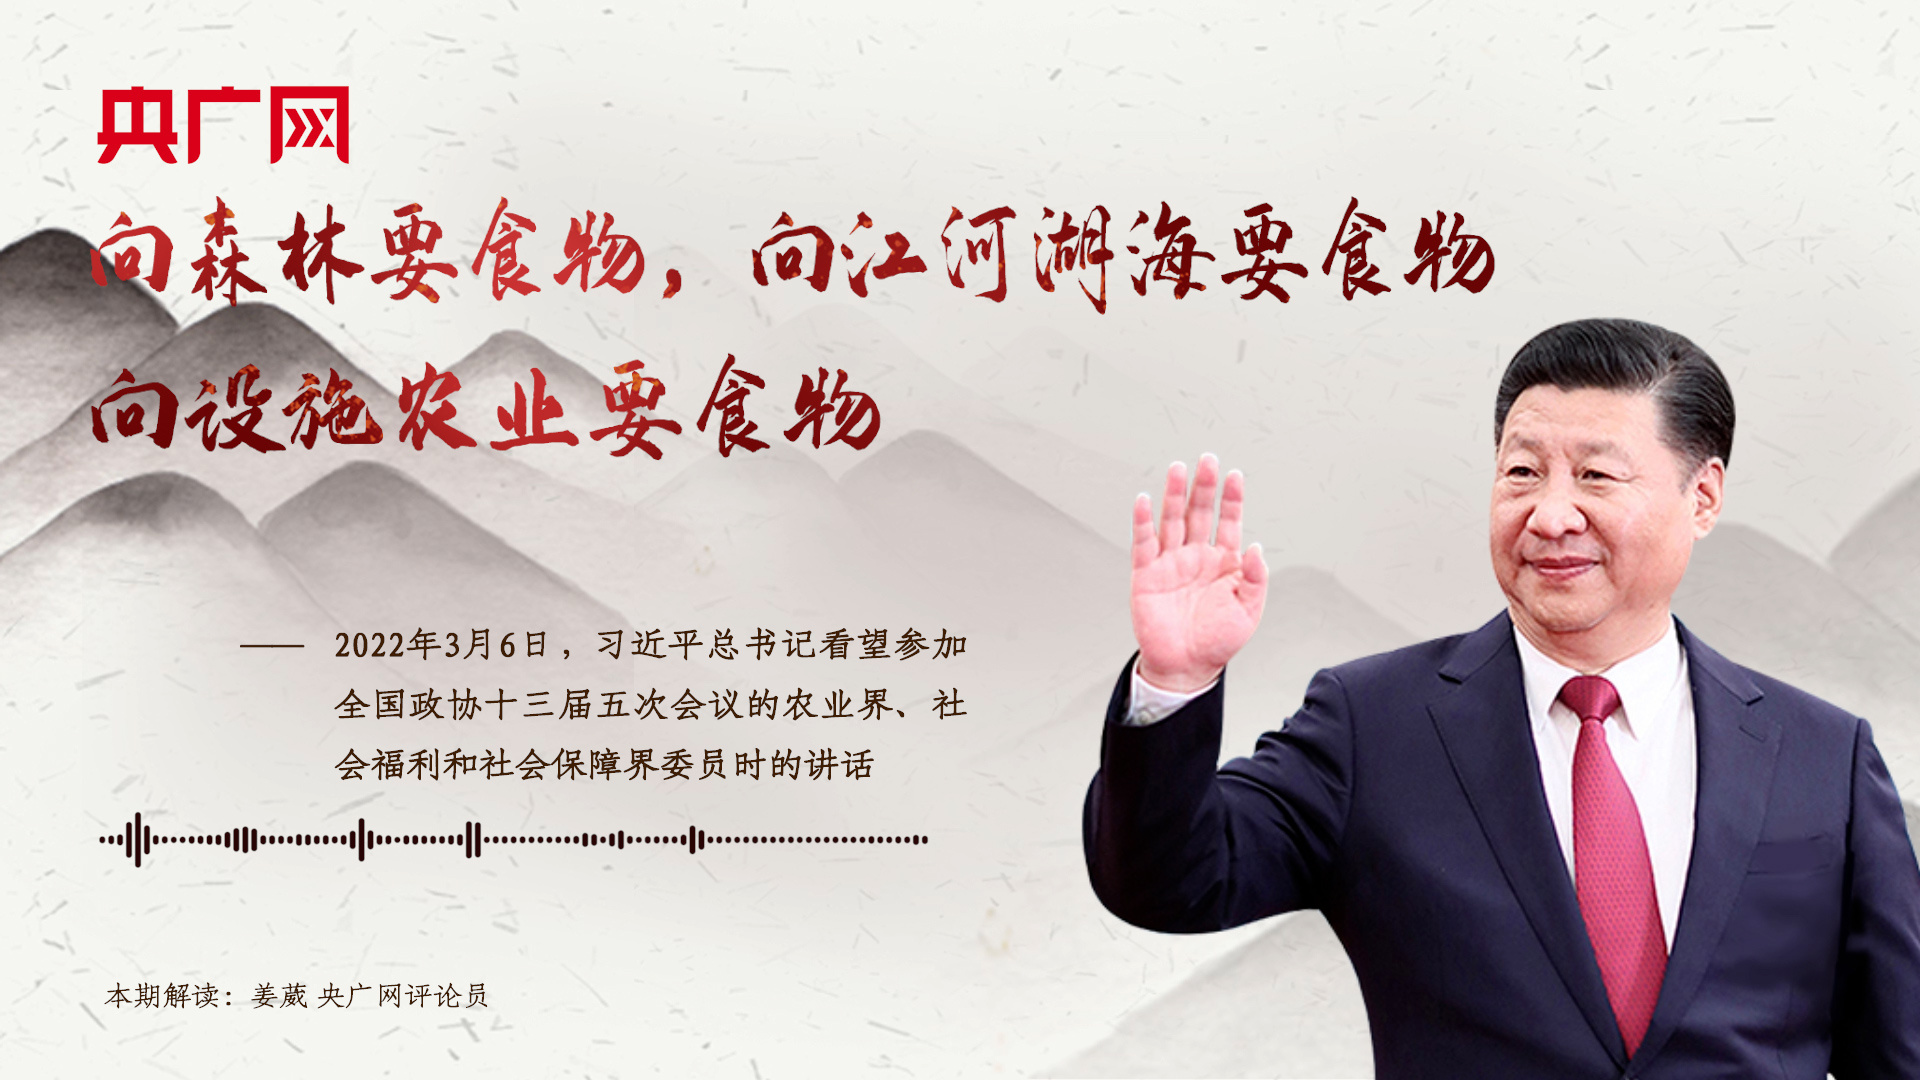 央广网
向森林要食物，向江河湖海要食物
向设施农业要食物
—— 2022年3月6日，习近平总书记看望参加
全国政协十三届五次会议的农业界、社
会福利和社会保障界委员时的讲话
本期解读：姜葳 央广网评论员